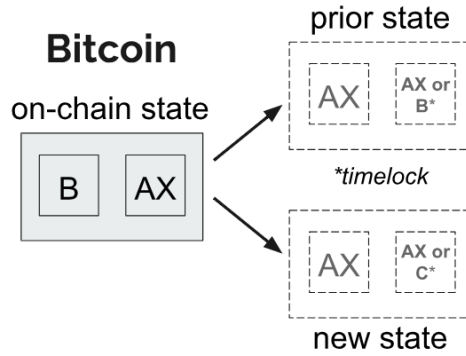 Bitcoin
on-chain state
B
AX
prior state
AX
AX or
B*
*timelock
AX
AX or
C*
new state